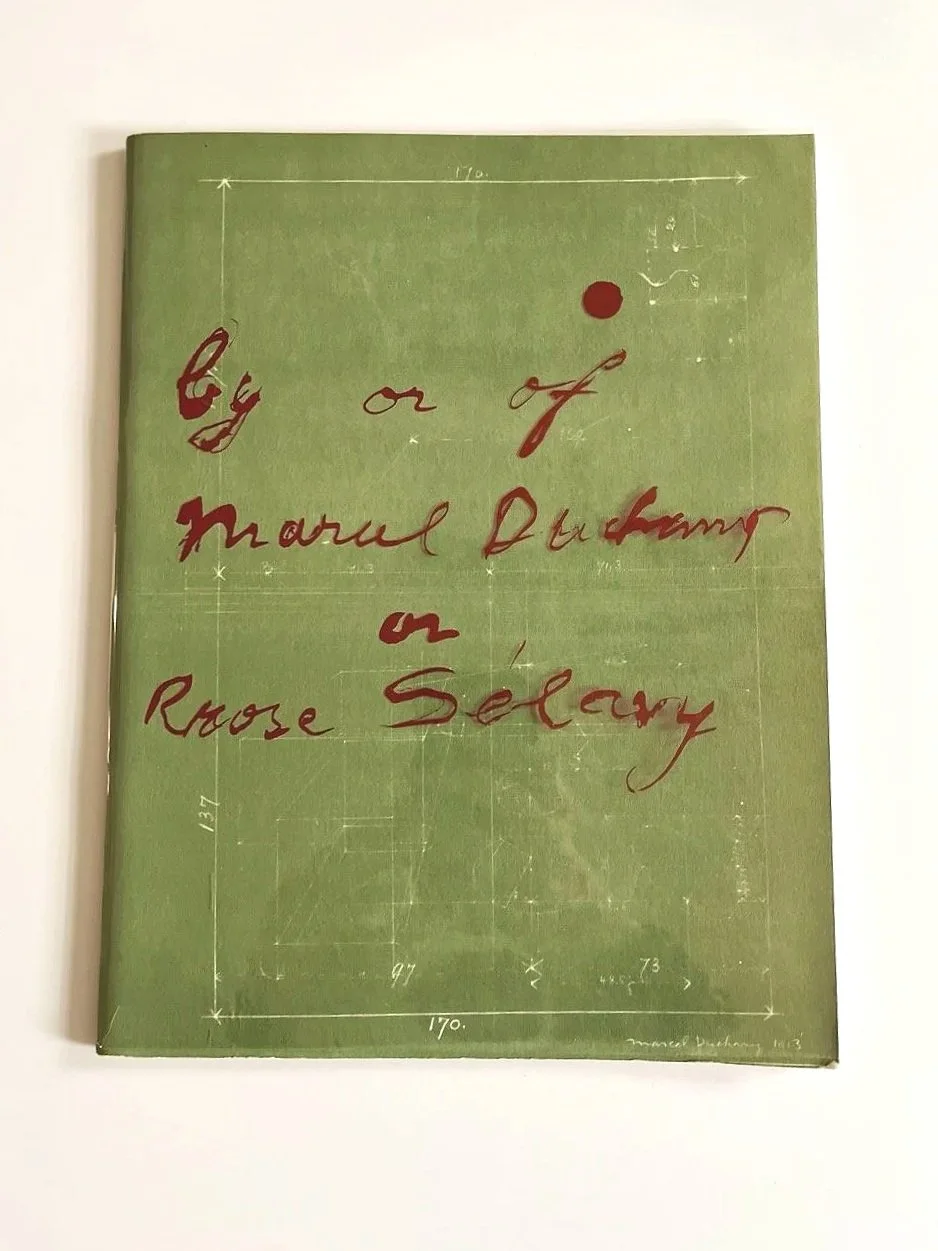 170.
by or of
Marcel Duchamp
or
Rrose Sélavy
137
97
73
170.
marcel Duchamp 1913